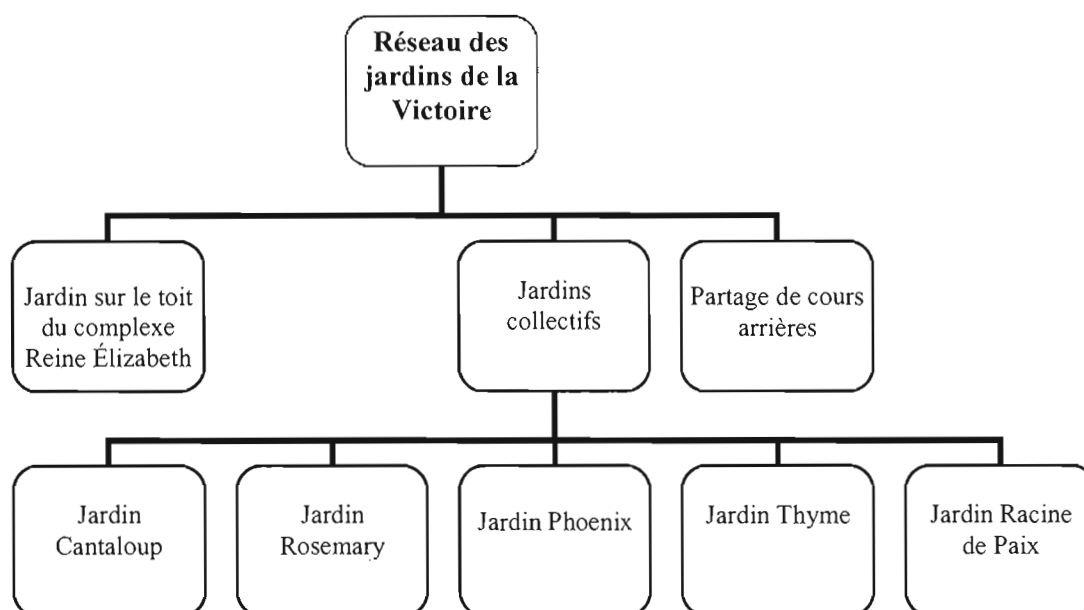 Réseau des
jardins de la
Victoire
Jardin sur le toit
du complexe
Reine Élizabeth
Jardins
collectifs
Partage de cours
arrières
Jardin
Cantaloup
Jardin
Rosemary
Jardin Phoenix
Jardin Thyme
Jardin Racine
de Paix